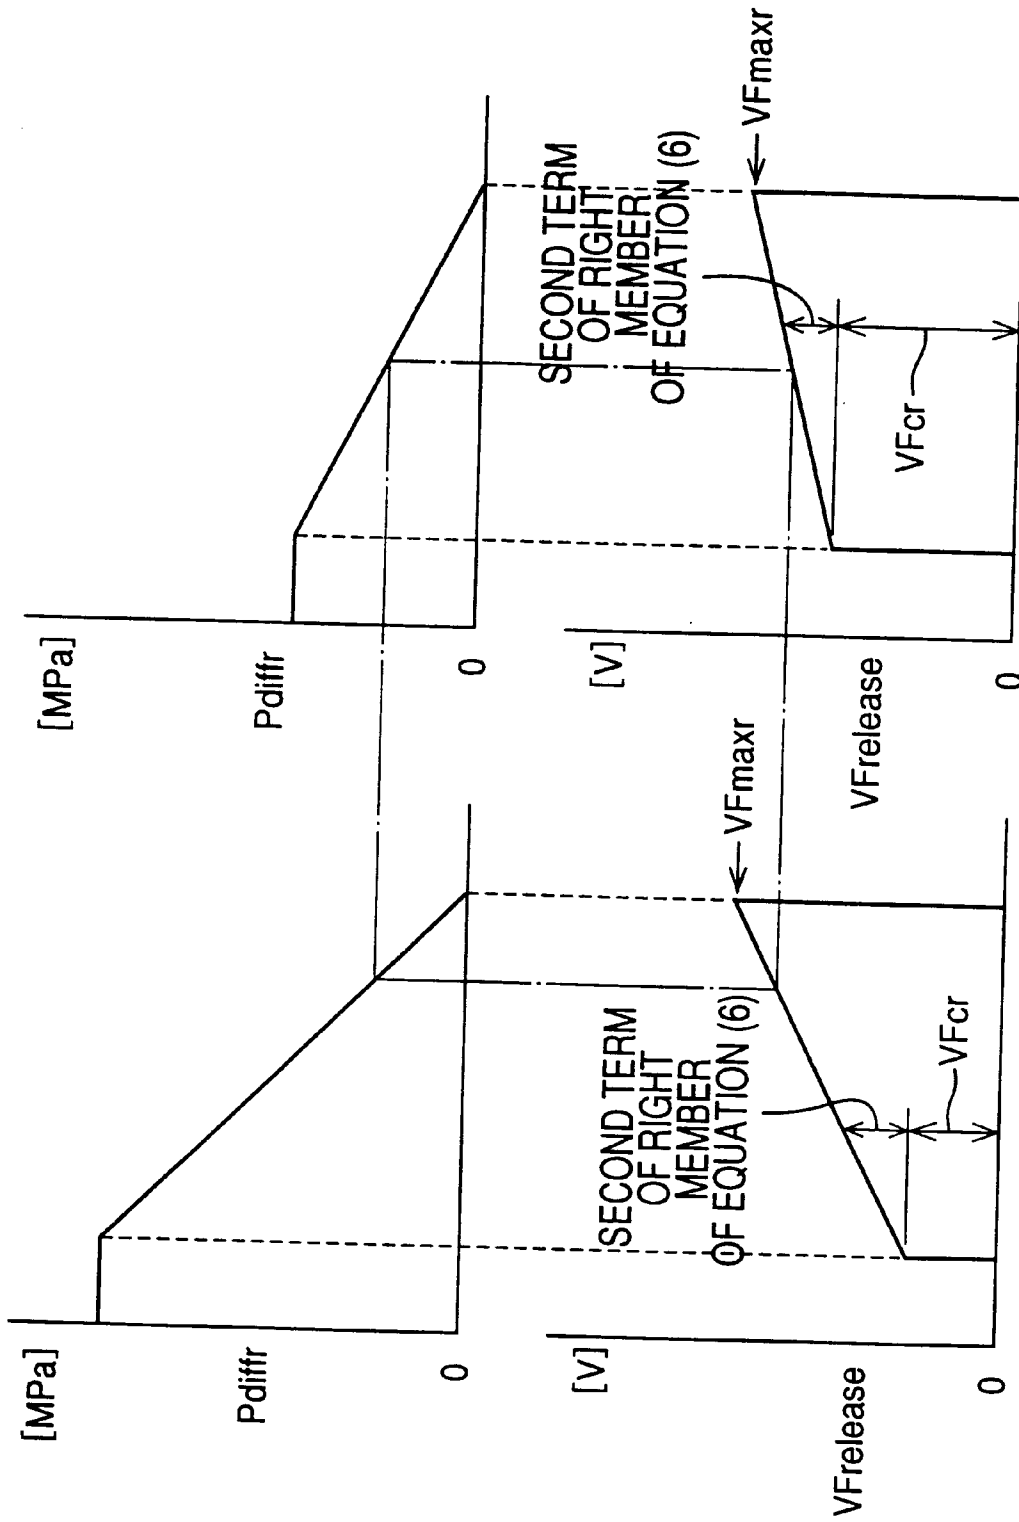 [MPa]
Pdiffr
0
[V]
VFrelease
0
SECOND TERM
OF RIGHT
MEMBER
OF EQUATION (6)
VFmaxr
VFcr
[MPa]
Pdiffr
0
[V]
VFrelease
0
SECOND TERM
OF RIGHT
MEMBER
OF EQUATION (6)
VFmaxr
VFcr